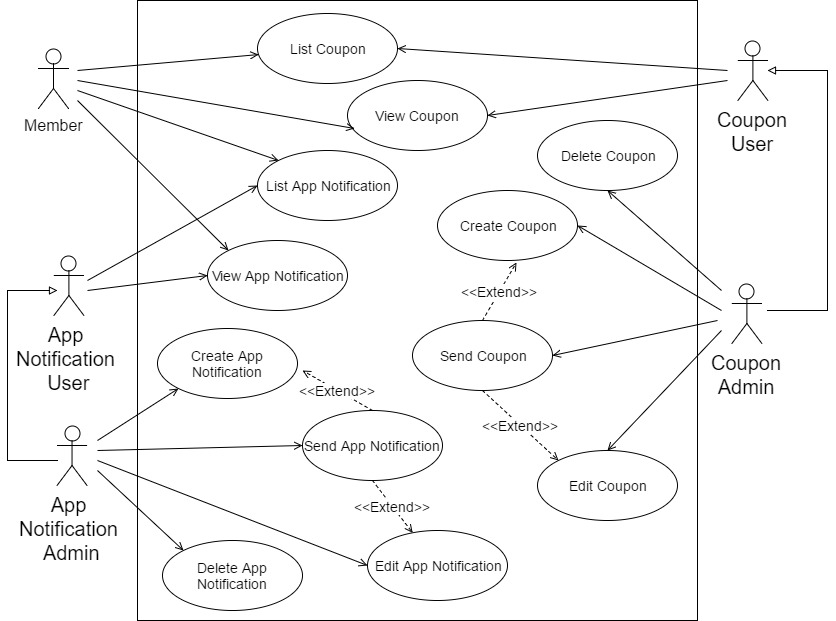 List Coupon
Member
View Coupon
Coupon
User
Delete Coupon
List App Notification
Create Coupon
View App Notification
<<Extend>>
App
Notification
User
Create App
Notification
Send Coupon
Coupon
Admin
<<Extend>>
<<Extend>>
Send App Notification
Edit Coupon
App
Notification
Admin
<<Extend>>
Delete App
Notification
Edit App Notification